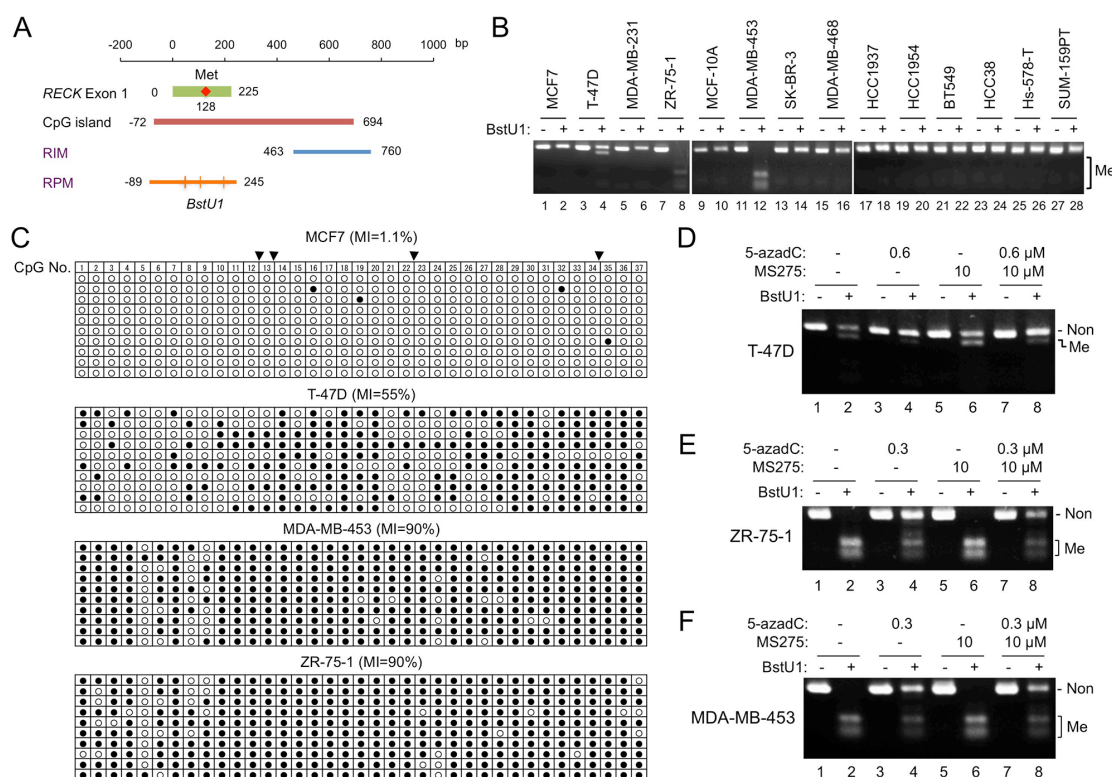 A
-200 0 200 400 600 800 1000 bp
Met
RECK Exon 1 0 225
128
CpG island -72 694
RIM 463 760
RPM -89 245
BstU1
B
MCF7 T-47D MDA-MB-231 ZR-75-1 MCF-10A MDA-MB-453 SK-BR-3 MDA-MB-468 HCC1937 HCC1954 BT549 HCC38 Hs-578-T SUM-159PT
BstU1: - + - + - + - + - + - + - + - + - + - + - + - + - + - +
Me
1 2 3 4 5 6 7 8 9 10 11 12 13 14 15 16 17 18 19 20 21 22 23 24 25 26 27 28
C
MCF7 (MI=1.1%)
CpG No. 1 2 3 4 5 6 7 8 9 10 11 12 13 14 15 16 17 18 19 20 21 22 23 24 25 26 27 28 29 30 31 32 33 34 35 36 37
T-47D (MI=55%)
MDA-MB-453 (MI=90%)
ZR-75-1 (MI=90%)
D
5-azadC: - 0.6 - 0.6 µM
MS275: - - 10 10 µM
BstU1: - + - + - + - +
Non
Me
T-47D
1 2 3 4 5 6 7 8
E
5-azadC: - 0.3 - 0.3 µM
MS275: - - 10 10 µM
BstU1: - + - + - + - +
Non
ZR-75-1
Me
1 2 3 4 5 6 7 8
F
5-azadC: - 0.3 - 0.3 µM
MS275: - - 10 10 µM
BstU1: - + - + - + - +
Non
MDA-MB-453
Me
1 2 3 4 5 6 7 8